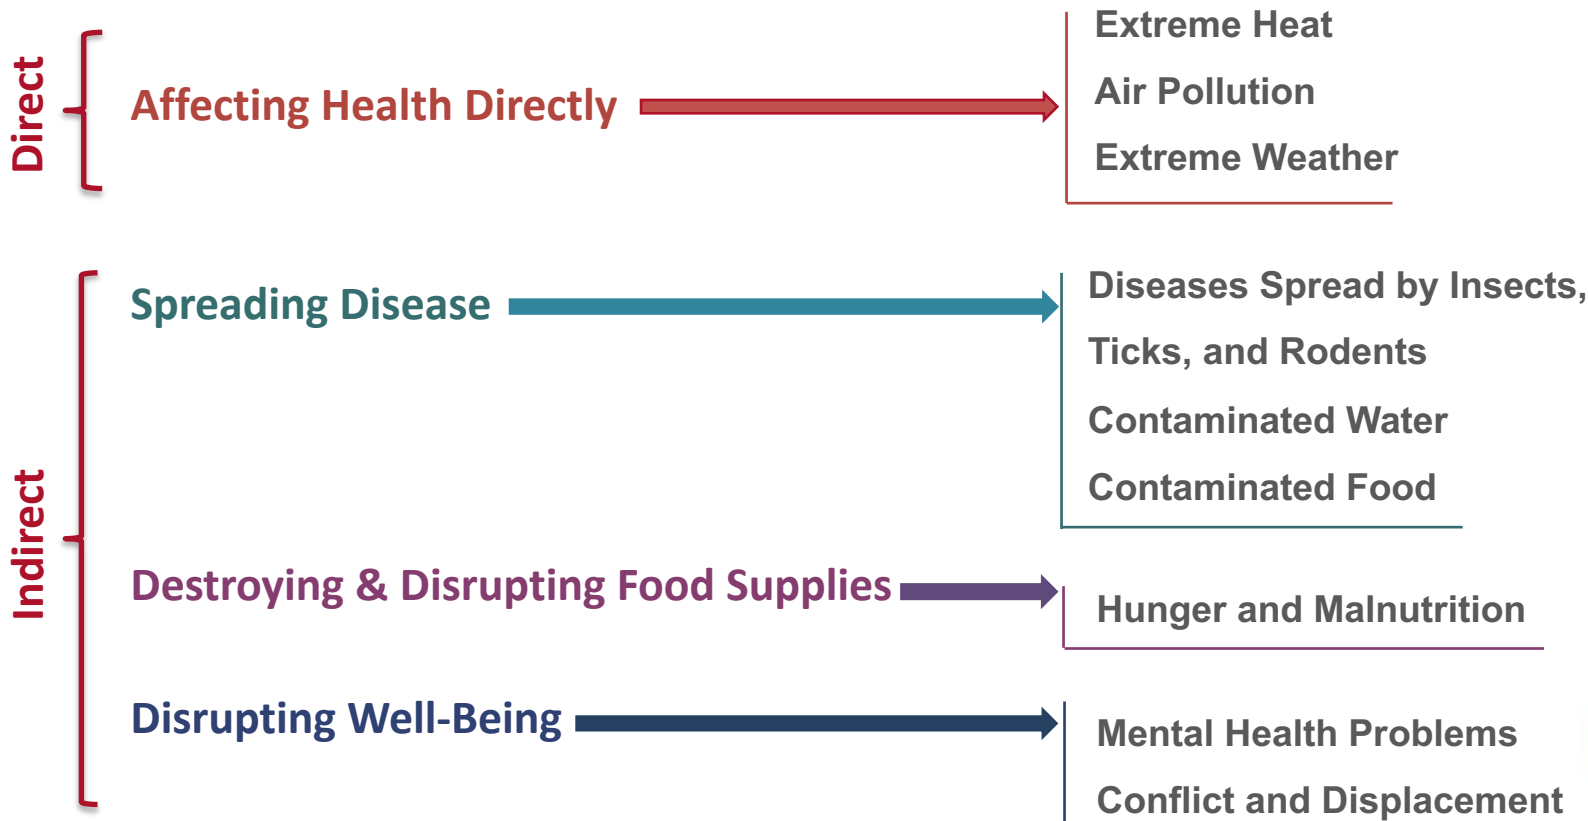 Direct
Affecting Health Directly
Extreme Heat
Air Pollution
Extreme Weather
Indirect
Spreading Disease
Diseases Spread by Insects,
Ticks, and Rodents
Contaminated Water
Contaminated Food
Destroying & Disrupting Food Supplies
Hunger and Malnutrition
Disrupting Well-Being
Mental Health Problems
Conflict and Displacement